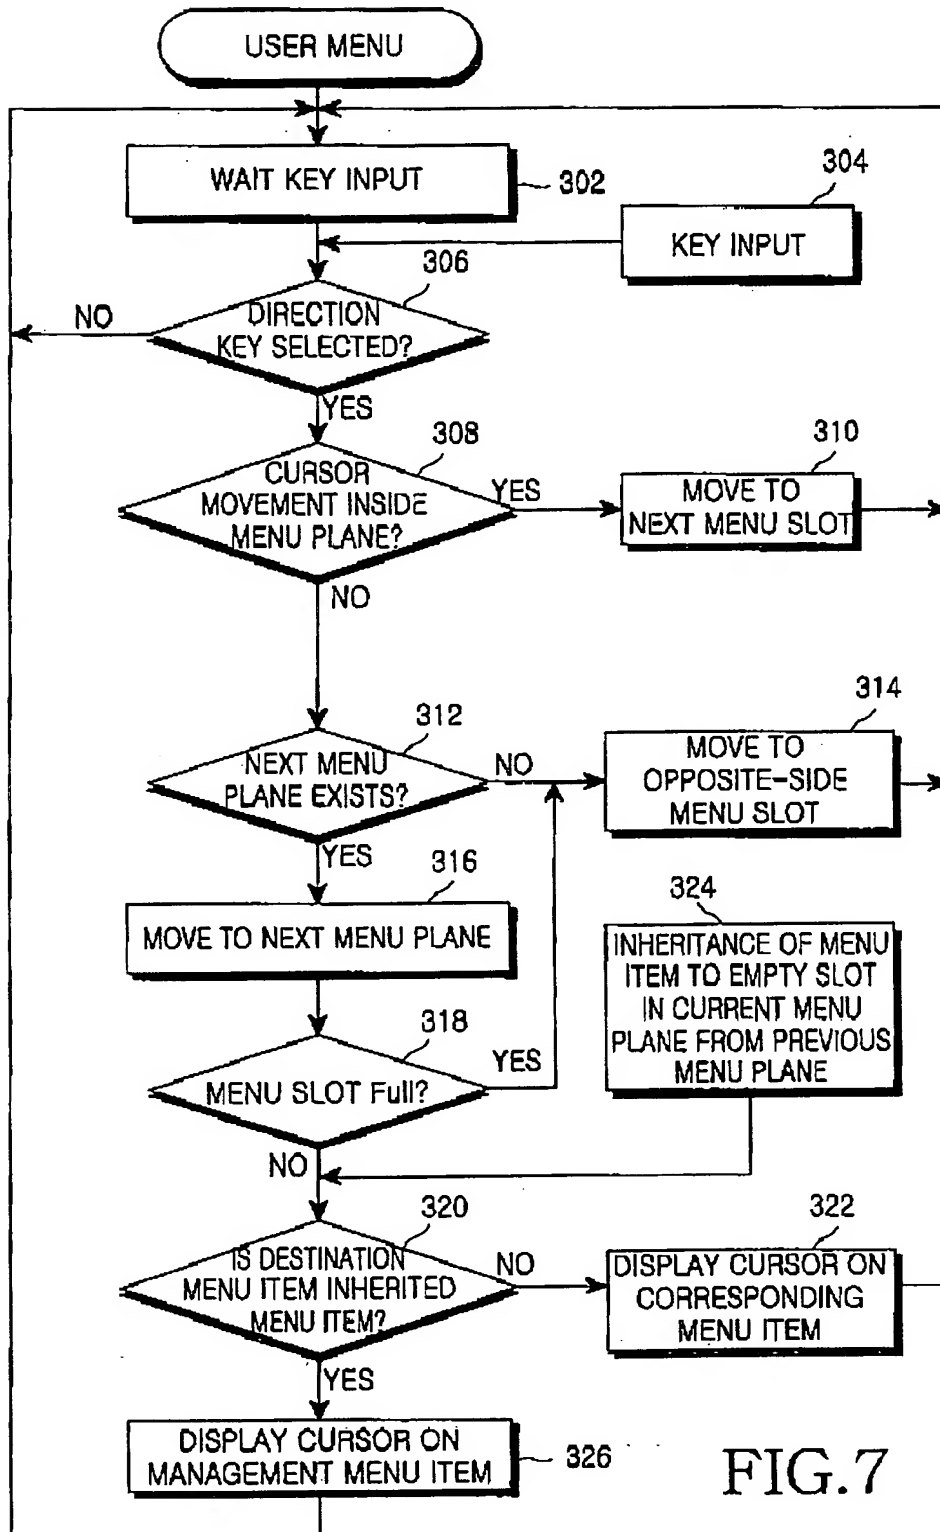 USER MENU
WAIT KEY INPUT
302
304
KEY INPUT
306
DIRECTION
KEY SELECTED?
NO
YES
308
CURSOR
MOVEMENT INSIDE
MENU PLANE?
YES
310
MOVE TO
NEXT MENU SLOT
NO
312
NEXT MENU
PLANE EXISTS?
NO
314
MOVE TO
OPPOSITE-SIDE
MENU SLOT
YES
316
MOVE TO NEXT MENU PLANE
324
INHERITANCE OF MENU
ITEM TO EMPTY SLOT
IN CURRENT MENU
PLANE FROM PREVIOUS
MENU PLANE
318
MENU SLOT Full?
YES
NO
320
IS DESTINATION
MENU ITEM INHERITED
MENU ITEM?
NO
322
DISPLAY CURSOR ON
CORRESPONDING
MENU ITEM
YES
DISPLAY CURSOR ON
MANAGEMENT MENU ITEM
326
FIG.7